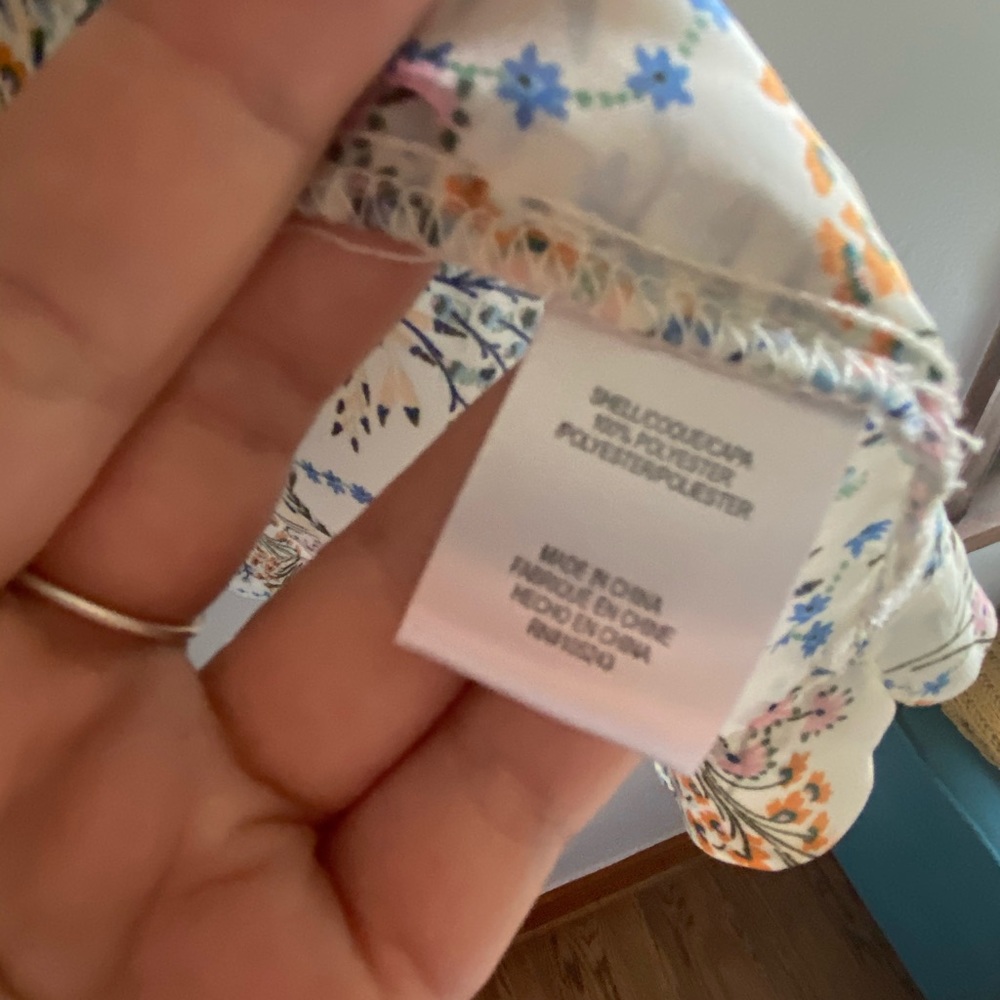 SHELL/COQUE/CAPA
100% POLYESTER
/POLYESTER/POLIESTER
MADE IN CHINA
FABRIQUÉ EN CHINE
HECHO EN CHINA